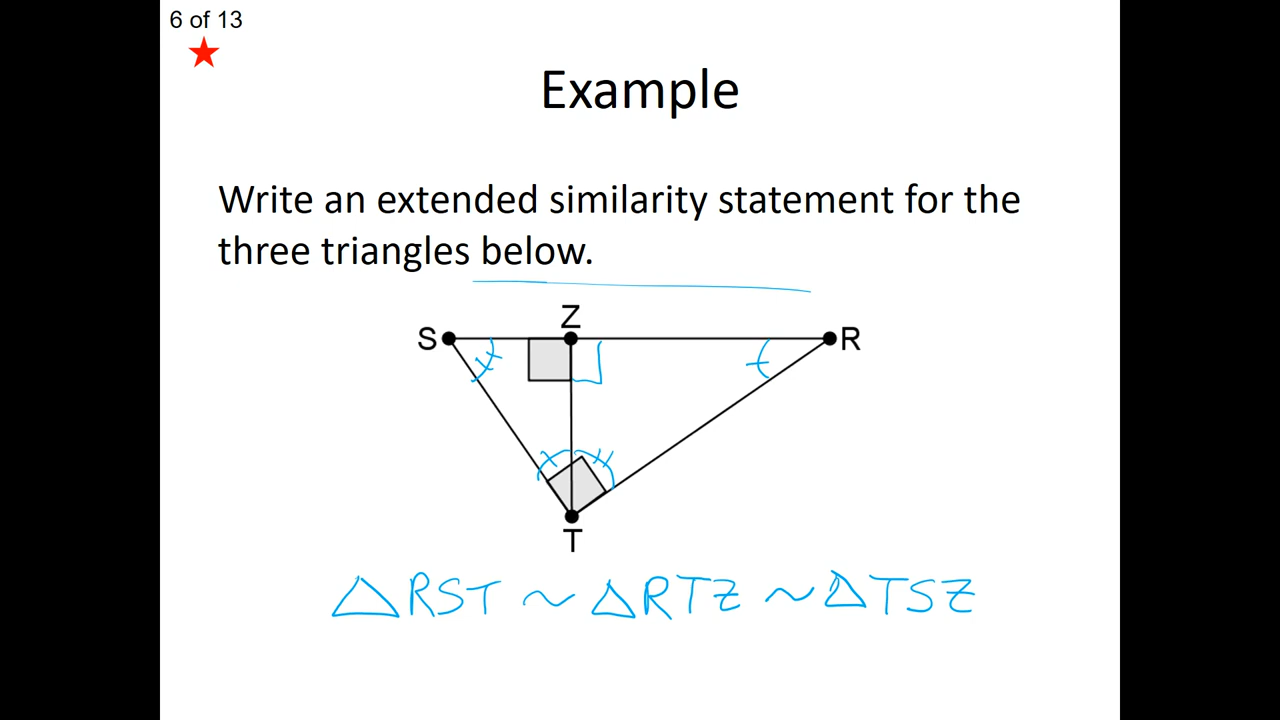 6 of 13
Example
Write an extended similarity statement for the
three triangles below.
Z
S
R
T
△RST ~ △RTZ ~ △TSZ